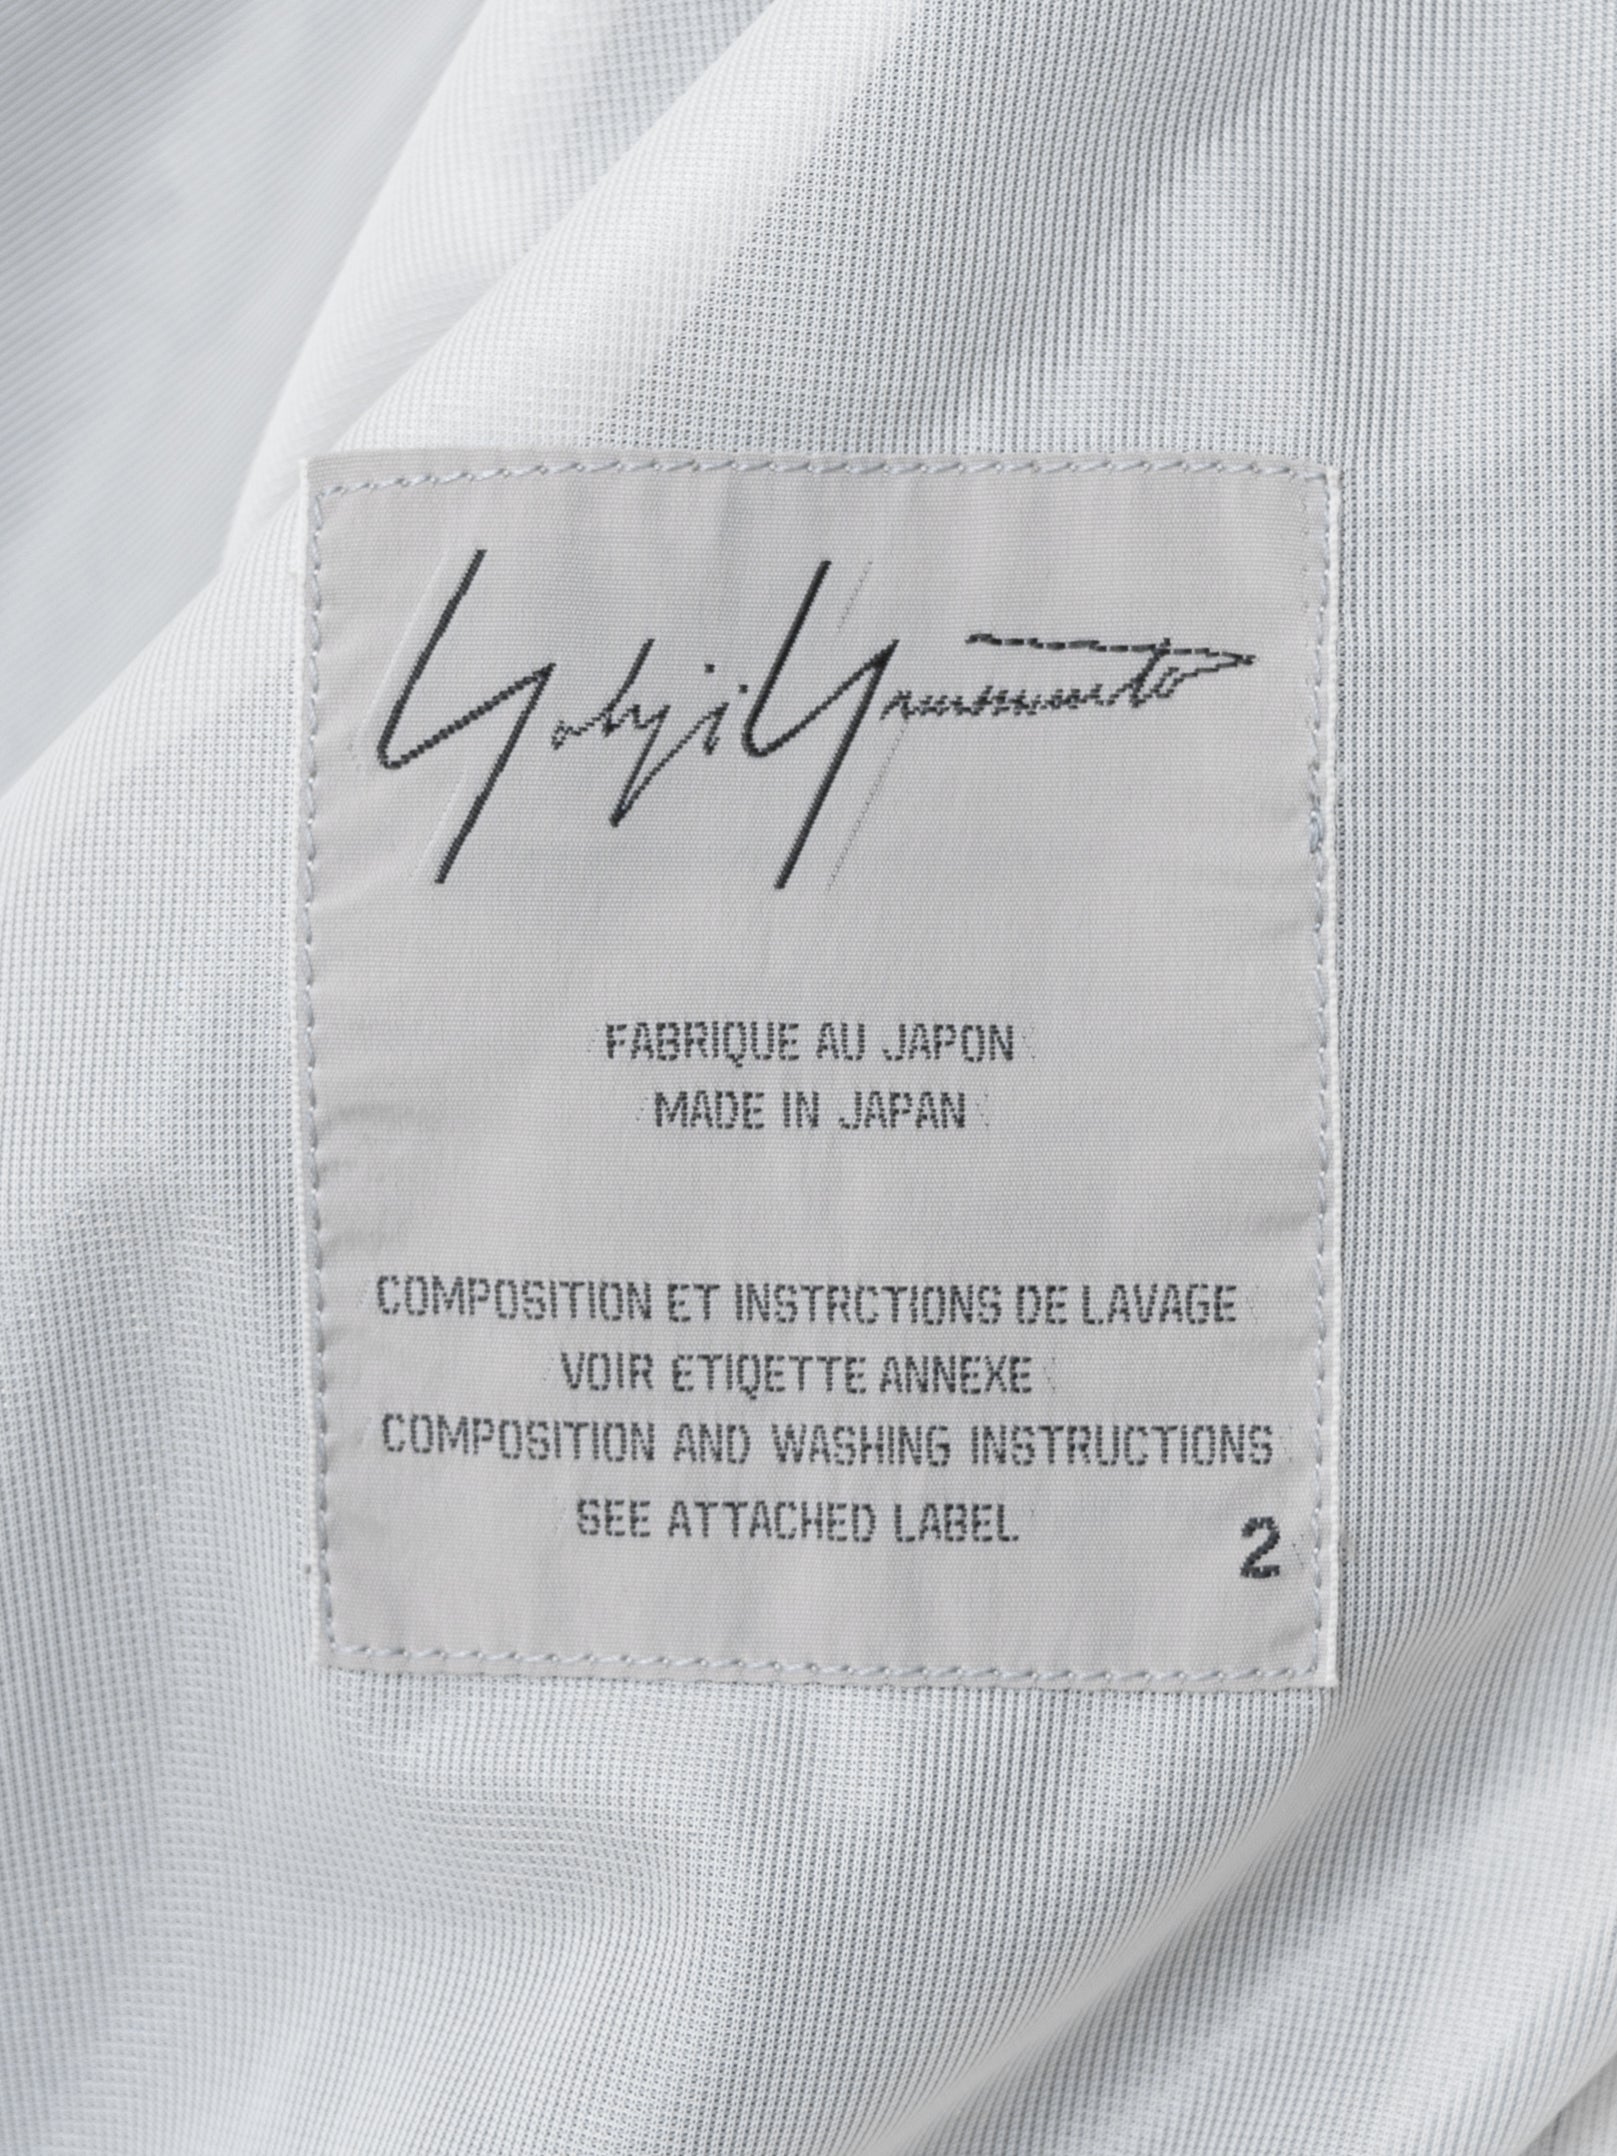 Yohji Yamamoto
FABRIQUE AU JAPON
MADE IN JAPAN
COMPOSITION ET INSTRCTIONS DE LAVAGE
VOIR ETIQETTE ANNEXE
COMPOSITION AND WASHING INSTRUCTIONS
SEE ATTACHED LABEL.
2